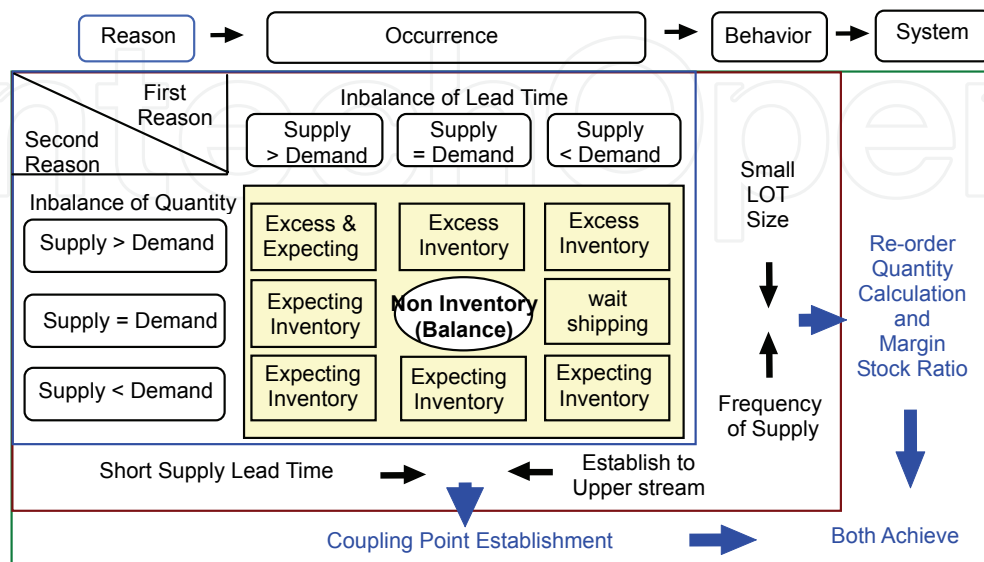 Reason
Occurrence
Behavior
System
First
Reason
Second
Reason
Inbalance of Lead Time
Supply
> Demand
Supply
= Demand
Supply
< Demand
Inbalance of Quantity
Supply > Demand
Supply = Demand
Supply < Demand
Excess &
Expecting
Excess
Inventory
Excess
Inventory
Expecting
Inventory
Non Inventory
(Balance)
wait
shipping
Expecting
Inventory
Expecting
Inventory
Expecting
Inventory
Small
LOT
Size
Frequency
of Supply
Re-order
Quantity
Calculation
and
Margin
Stock Ratio
Short Supply Lead Time
Establish to
Upper stream
Coupling Point Establishment
Both Achieve